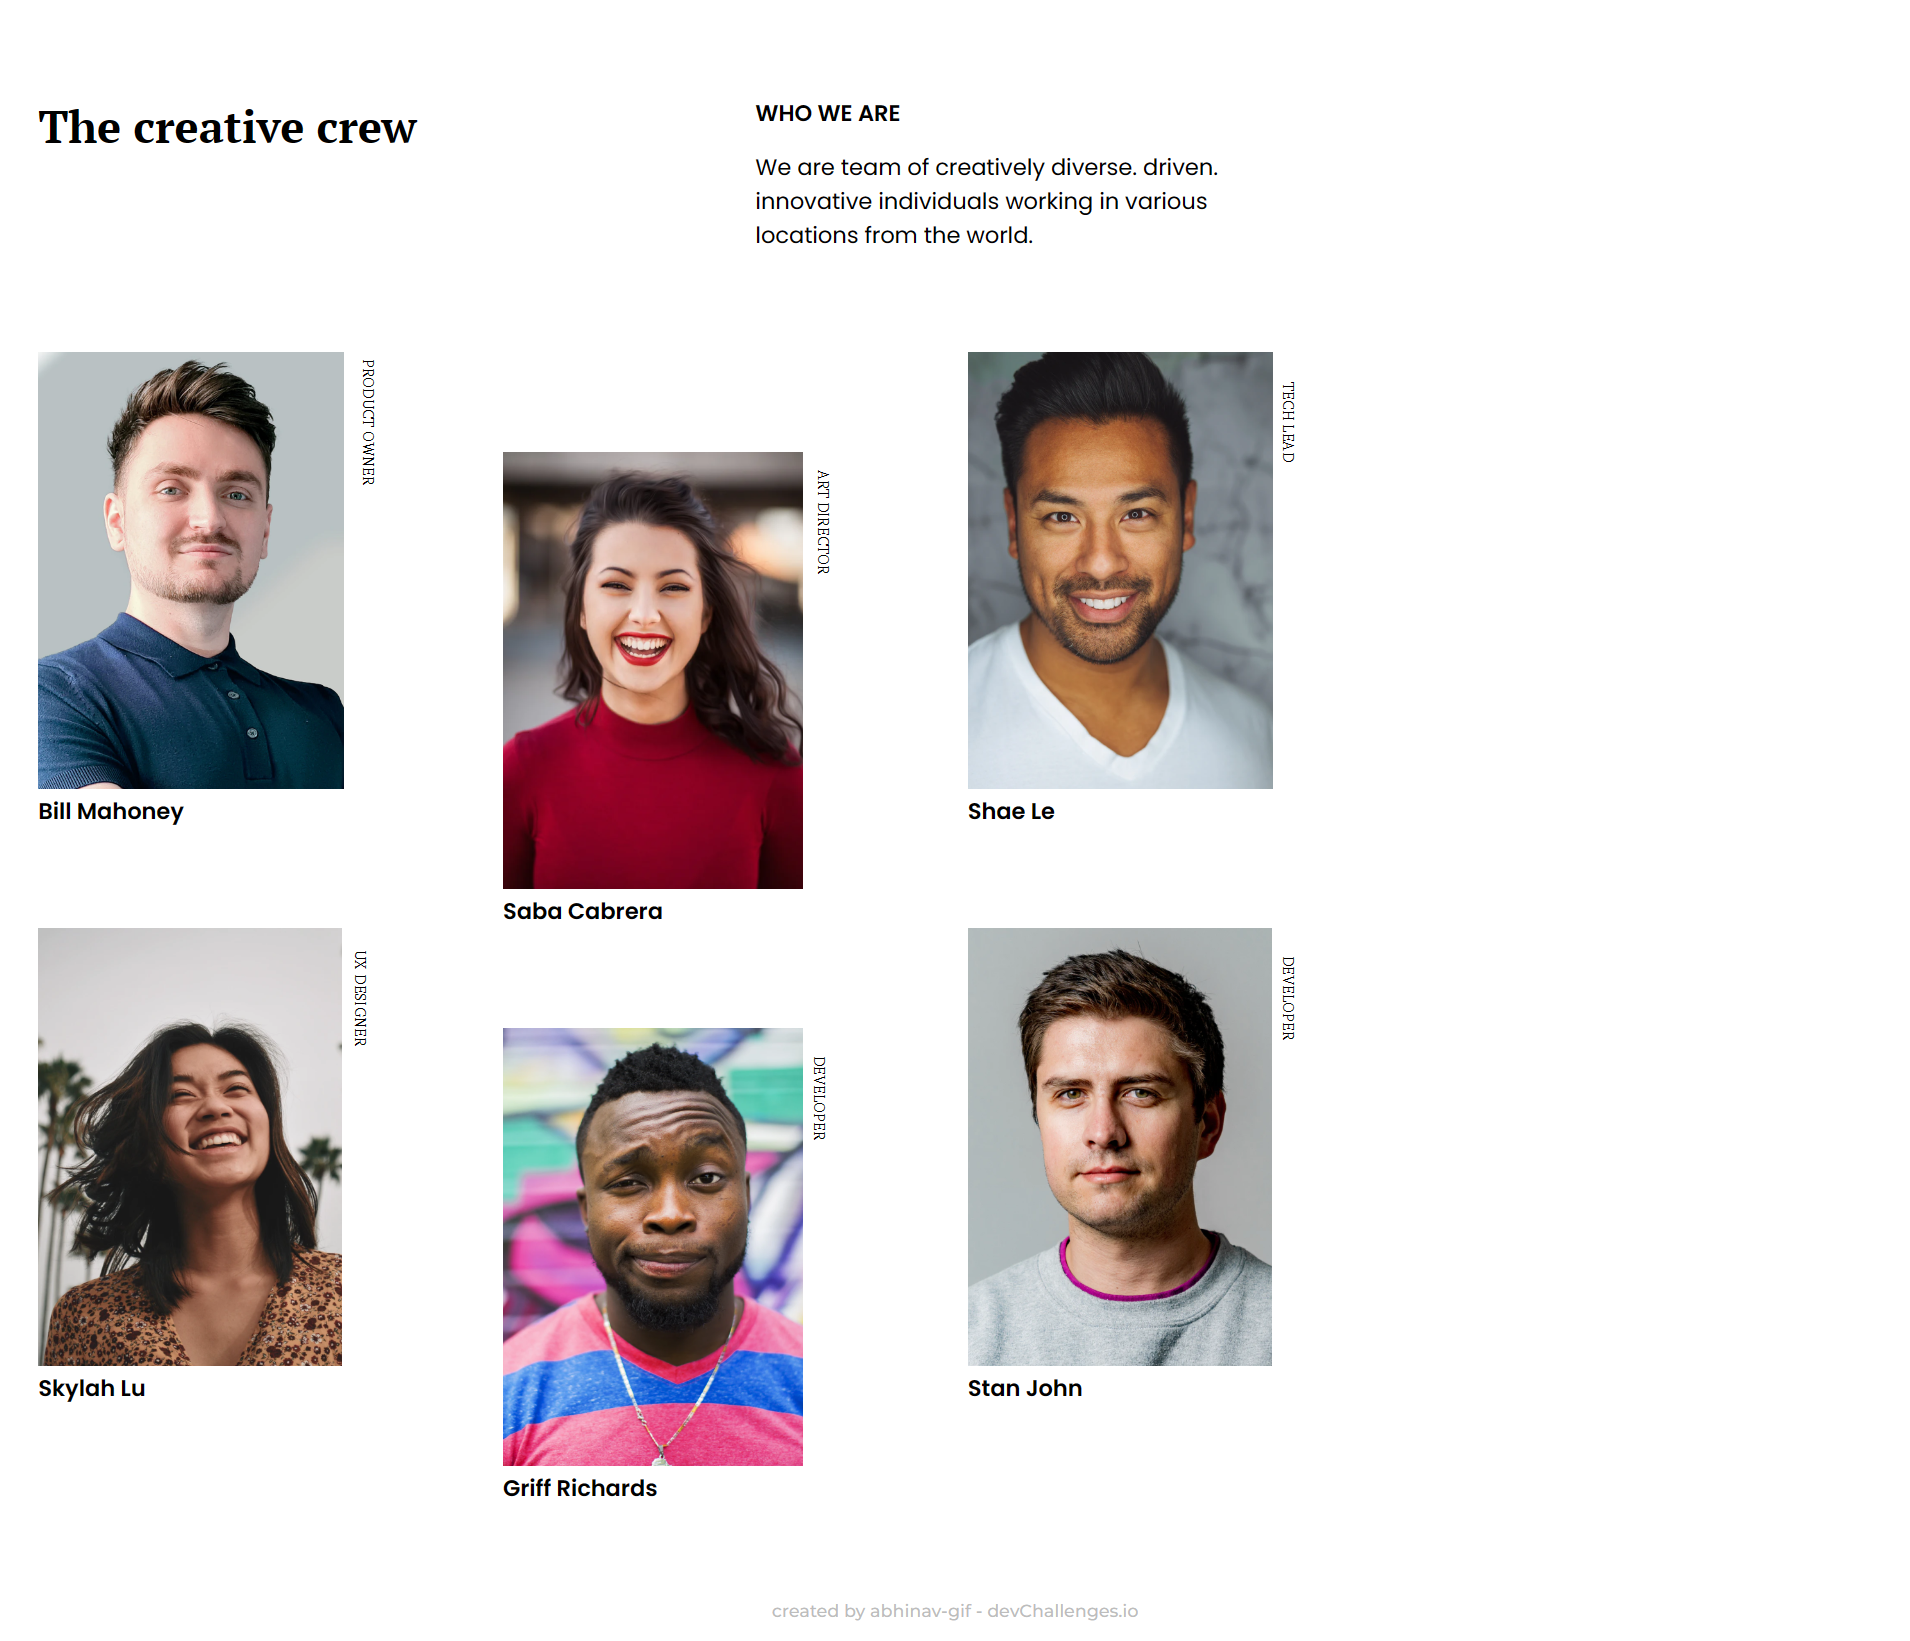 The creative crew
WHO WE ARE
We are team of creatively diverse. driven.
innovative individuals working in various
locations from the world.
PRODUCT OWNER
Bill Mahoney
ART DIRECTOR
Saba Cabrera
TECH LEAD
Shae Le
UX DESIGNER
Skylah Lu
DEVELOPER
Griff Richards
DEVELOPER
Stan John
created by abhinav-gif - devChallenges.io